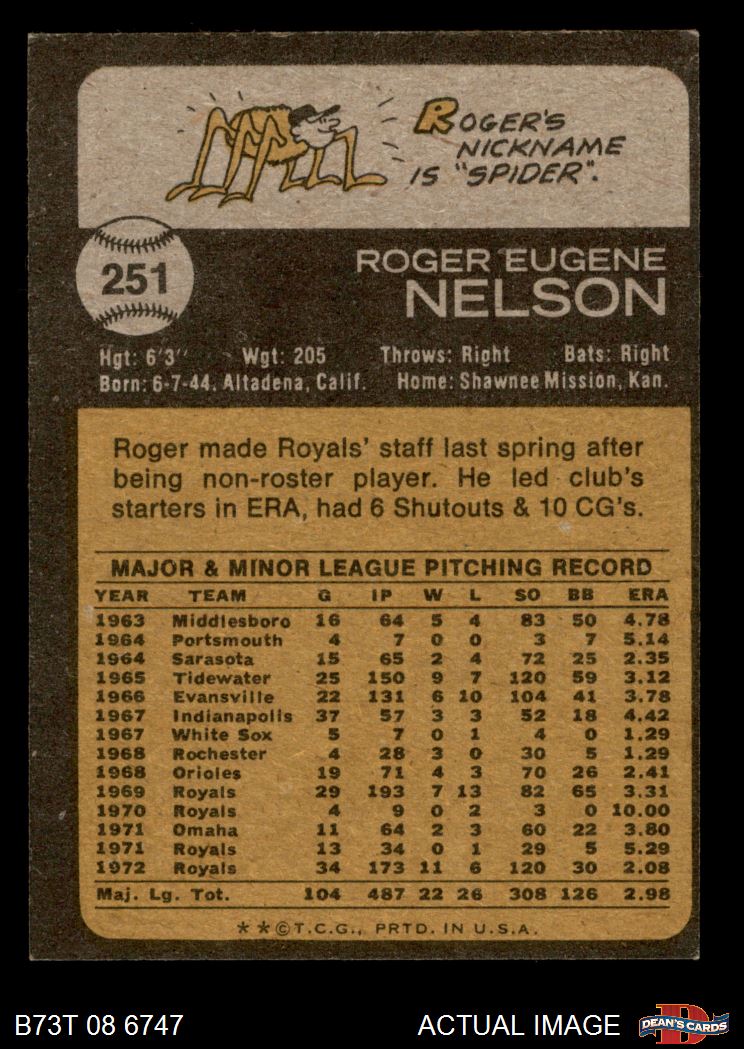 ROGER'S
NICKNAME
IS "SPIDER".
251
ROGER EUGENE
NELSON
Hgt: 6'3" Wgt: 205 Throws: Right Bats: Right
Born: 6-7-44, Altadena, Calif. Home: Shawnee Mission, Kan.
Roger made Royals' staff last spring after
being non-roster player. He led club's
starters in ERA, had 6 Shutouts & 10 CG's.
MAJOR & MINOR LEAGUE PITCHING RECORD
YEAR TEAM G IP W L SO BB ERA
1963 Middlesboro 16 64 5 4 83 50 4.78
1964 Portsmouth 4 7 0 0 3 7 5.14
1964 Sarasota 15 65 2 4 72 25 2.35
1965 Tidewater 25 150 9 7 120 59 3.12
1966 Evansville 22 131 6 10 104 41 3.78
1967 Indianapolis 37 57 3 3 52 18 4.42
1967 White Sox 5 7 0 1 4 0 1.29
1968 Rochester 4 28 3 0 30 5 1.29
1968 Orioles 19 71 4 3 70 26 2.41
1969 Royals 29 193 7 13 82 65 3.31
1970 Royals 4 9 0 2 3 0 10.00
1971 Omaha 11 64 2 3 60 22 3.80
1971 Royals 13 34 0 1 29 5 5.29
1972 Royals 34 173 11 6 120 30 2.08
Maj. Lg. Tot. 104 487 22 26 308 126 2.98
**©T.C.G., PRTD. IN U.S.A.
B73T 08 6747 ACTUAL IMAGE
D
DEAN'S CARDS